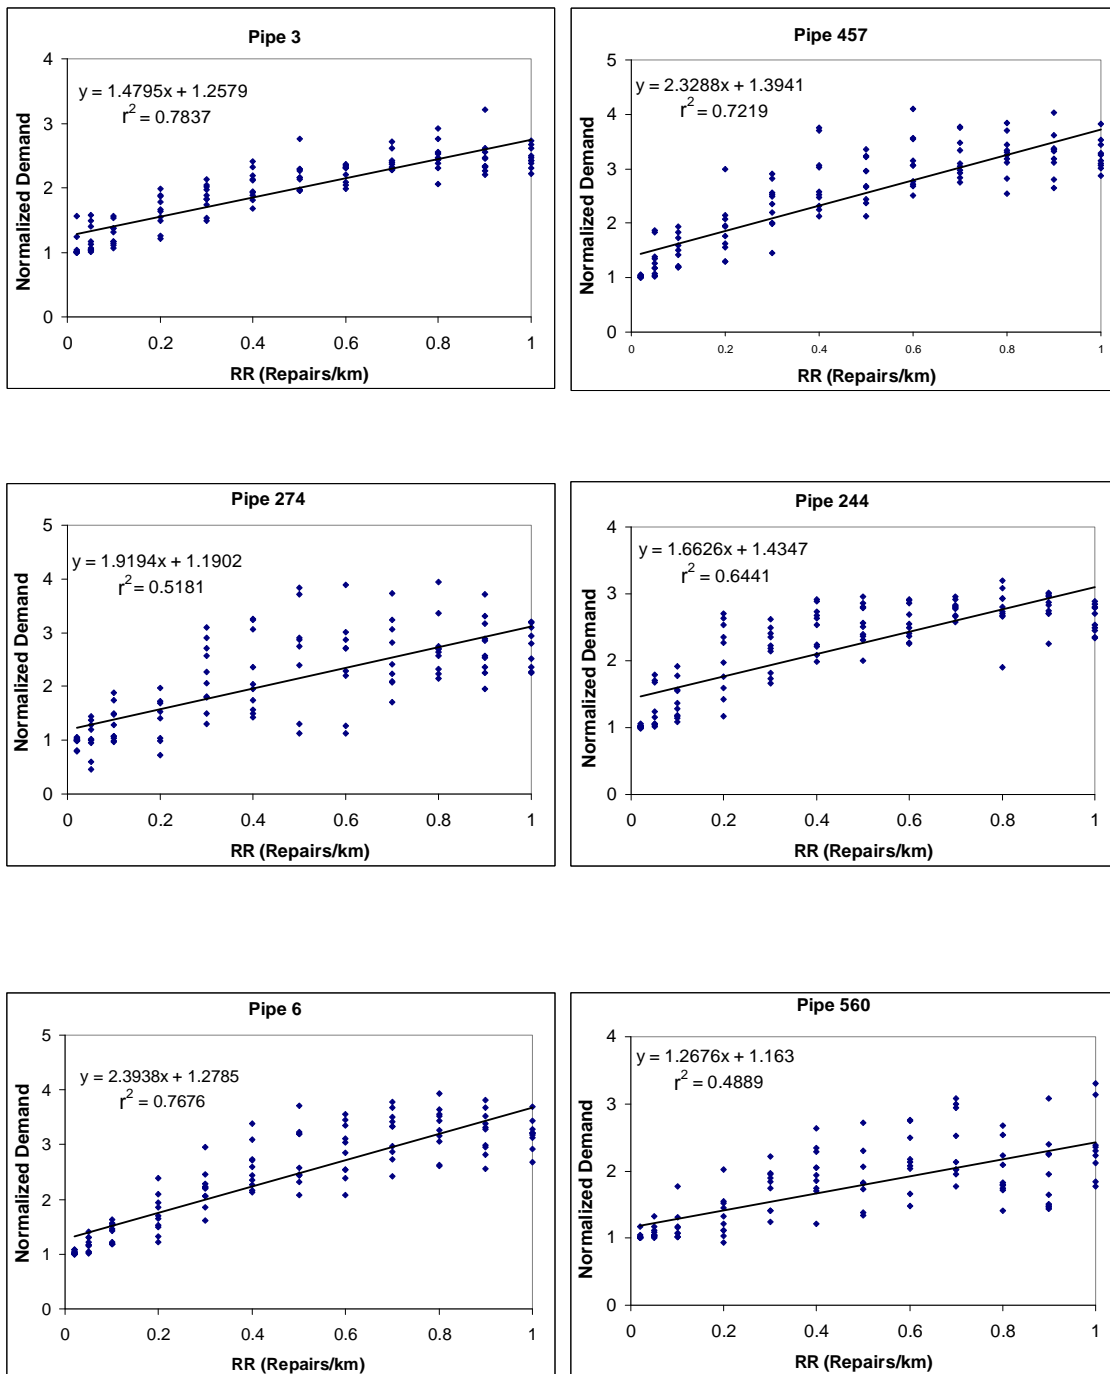 Pipe 3
y = 1.4795x + 1.2579
r² = 0.7837
Normalized Demand
4
3
2
1
0
0 0.2 0.4 0.6 0.8 1
RR (Repairs/km)
Pipe 457
y = 2.3288x + 1.3941
r² = 0.7219
Normalized Demand
5
4
3
2
1
0
0 0.2 0.4 0.6 0.8 1
RR (Repairs/km)
Pipe 274
y = 1.9194x + 1.1902
r² = 0.5181
Normalized Demand
5
4
3
2
1
0
0 0.2 0.4 0.6 0.8 1
RR (Repairs/km)
Pipe 244
y = 1.6626x + 1.4347
r² = 0.6441
Normalized Demand
4
3
2
1
0
0 0.2 0.4 0.6 0.8 1
RR (Repairs/km)
Pipe 6
y = 2.3938x + 1.2785
r² = 0.7676
Normalized Demand
5
4
3
2
1
0
0 0.2 0.4 0.6 0.8 1
RR (Repairs/km)
Pipe 560
y = 1.2676x + 1.163
r² = 0.4889
Normalized Demand
4
3
2
1
0
0 0.2 0.4 0.6 0.8 1
RR (Repairs/km)